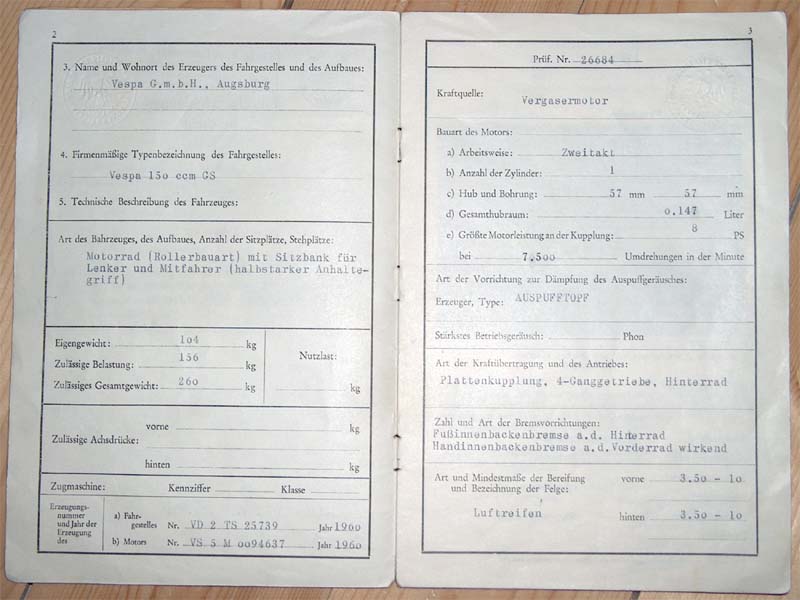 2
3. Name und Wohnort des Erzeugers des Fahrgestelles und des Aufbaues:
Vespa G.m.b.H., Augsburg
4. Firmenmäßige Typenbezeichnung des Fahrgestelles:
Vespa 15o ccm GS
5. Technische Beschreibung des Fahrzeuges:
Art des Bahrzeuges, des Aufbaues, Anzahl der Sitzplätze, Stehplätze:
Motorrad (Rollerbauart) mit Sitzbank für
Lenker und Mitfahrer (halbstarker Anhalte-
griff)
Eigengewicht: 1o4 kg
Zulässige Belastung: 156 kg
Zulässiges Gesamtgewicht: 26o kg
Nutzlast:
kg
Zulässige Achsdrücke:
vorne kg
hinten kg
Zugmaschine: Kennziffer Klasse
Erzeugungs-
nummer
und Jahr der
Erzeugung
des
a) Fahr-
gestelles Nr. VD 2 TS 25739 Jahr 196o
b) Motors Nr. VS 5 M oo94637 Jahr 196o
3
Prüf. Nr. 26684
Kraftquelle:
Vergasermotor
Bauart des Motors:
a) Arbeitsweise: Zweitakt
b) Anzahl der Zylinder: 1
c) Hub und Bohrung: 57 mm 57 mm
d) Gesamthubraum: o.147 Liter
e) Größte Motorleistung an der Kupplung: 8 PS
bei 7.5oo Umdrehungen in der Minute
Art der Vorrichtung zur Dämpfung des Auspuffgeräusches:
Erzeuger, Type: AUSPUFFTOPF
Stärkstes Betriebsgeräusch: Phon
Art der Kraftübertragung und des Antriebes:
Plattenkupplung, 4-Ganggetriebe, Hinterrad
Zahl und Art der Bremsvorrichtungen:
Fußinnenbackenbremse a.d. Hinterrad
Handinnenbackenbremse a.d.Vorderrad wirkend
Art und Mindestmaße der Bereifung
und Bezeichnung der Felge:
vorne 3.5o - 1o
Luftreifen
hinten 3.5o - 1o